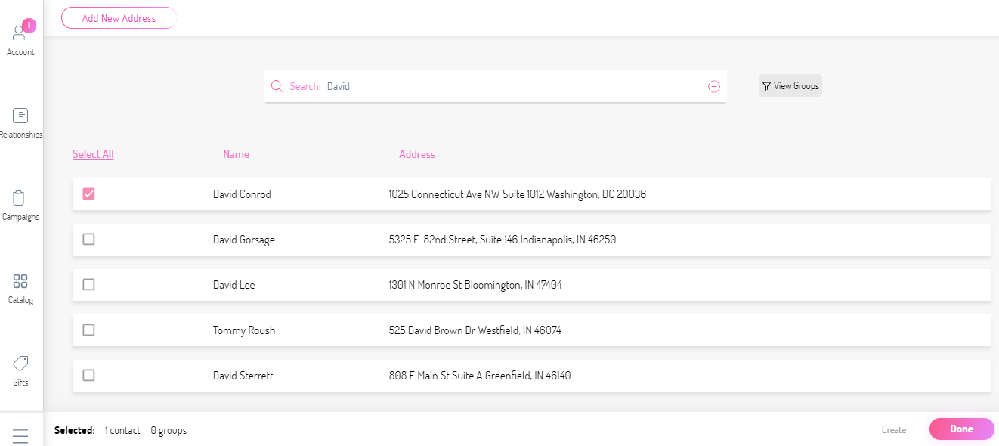 Add New Address
1
Account
Search: David
View Groups
Relationships
Select All Name Address
David Conrod 1025 Connecticut Ave NW Suite 1012 Washington, DC 20036
Campaigns
David Gorsage 5325 E. 82nd Street, Suite 146 Indianapolis, IN 46250
David Lee 1301 N Monroe St Bloomington, IN 47404
Catalog
Tommy Roush 525 David Brown Dr Westfield, IN 46074
David Sterrett 808 E Main St Suite A Greenfield, IN 46140
Gifts
Selected: 1 contact 0 groups
Create
Done